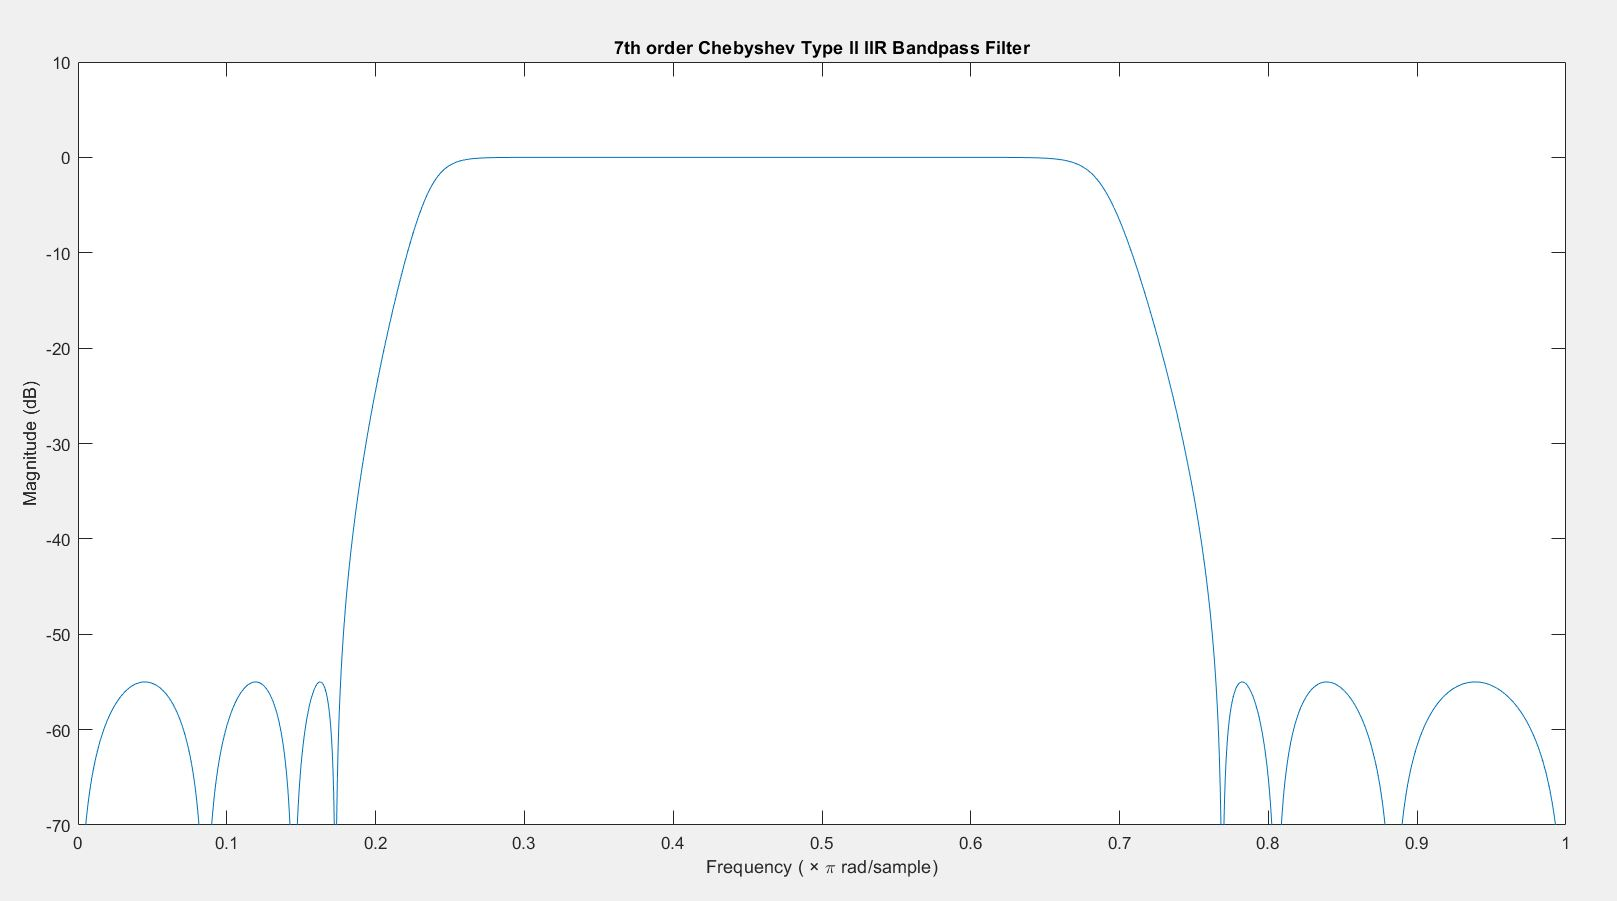 7th order Chebyshev Type II IIR Bandpass Filter
10
0
-10
-20
-30
-40
-50
-60
-70
Magnitude (dB)
0 0.1 0.2 0.3 0.4 0.5 0.6 0.7 0.8 0.9 1
Frequency ( × π rad/sample)